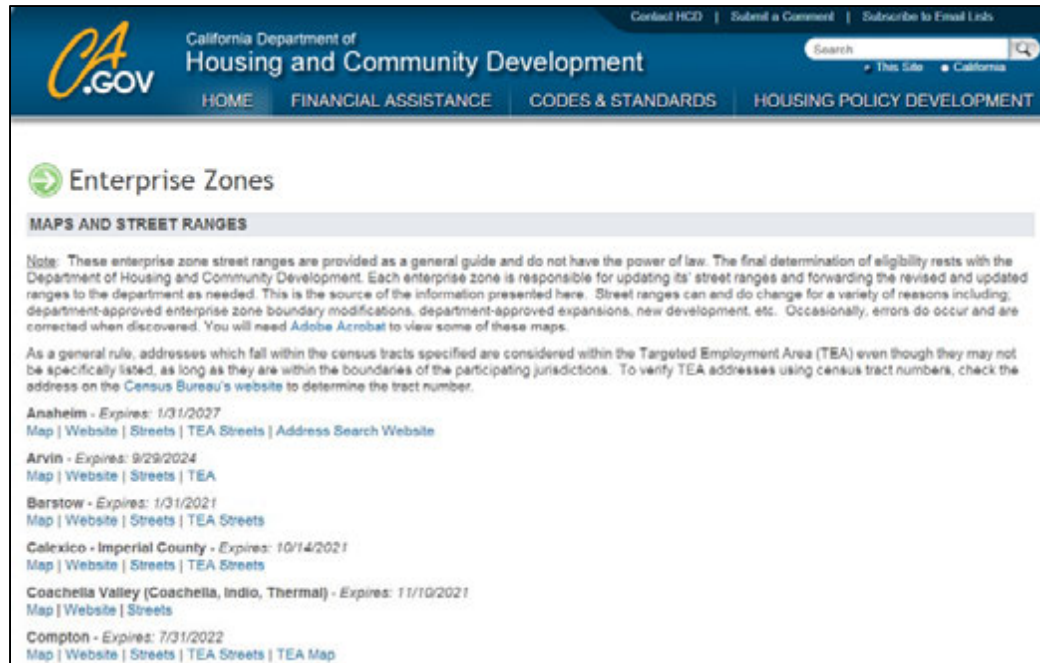 Contact HCD | Submit a Comment | Subscribe to Email Lists
CA
.GOV
California Department of
Housing and Community Development
Search
This Site California
HOME FINANCIAL ASSISTANCE CODES & STANDARDS HOUSING POLICY DEVELOPMENT
Enterprise Zones
MAPS AND STREET RANGES
Note: These enterprise zone street ranges are provided as a general guide and do not have the power of law. The final determination of eligibility rests with the
Department of Housing and Community Development. Each enterprise zone is responsible for updating its' street ranges and forwarding the revised and updated
ranges to the department as needed. This is the source of the information presented here. Street ranges can and do change for a variety of reasons including;
department-approved enterprise zone boundary modifications, department-approved expansions, new development, etc. Occasionally, errors do occur and are
corrected when discovered. You will need Adobe Acrobat to view some of these maps.
As a general rule, addresses which fall within the census tracts specified are considered within the Targeted Employment Area (TEA) even though they may not
be specifically listed, as long as they are within the boundaries of the participating jurisdictions. To verify TEA addresses using census tract numbers, check the
address on the Census Bureau's website to determine the tract number.
Anaheim - Expires: 1/31/2027
Map | Website | Streets | TEA Streets | Address Search Website
Arvin - Expires: 9/29/2024
Map | Website | Streets | TEA
Barstow - Expires: 1/31/2021
Map | Website | Streets | TEA Streets
Calexico - Imperial County - Expires: 10/14/2021
Map | Website | Streets | TEA Streets
Coachella Valley (Coachella, Indio, Thermal) - Expires: 11/10/2021
Map | Website | Streets
Compton - Expires: 7/31/2022
Map | Website | Streets | TEA Streets | TEA Map